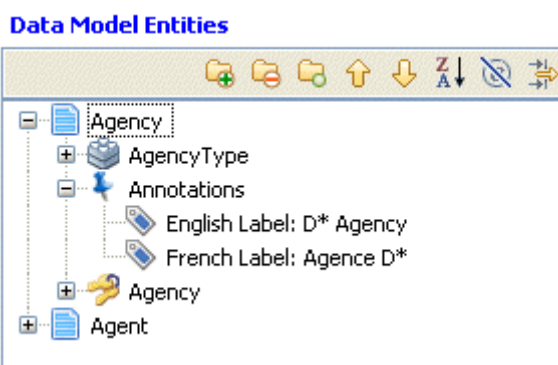 Data Model Entities
Agency
AgencyType
Annotations
English Label: D* Agency
French Label: Agence D*
Agency
Agent